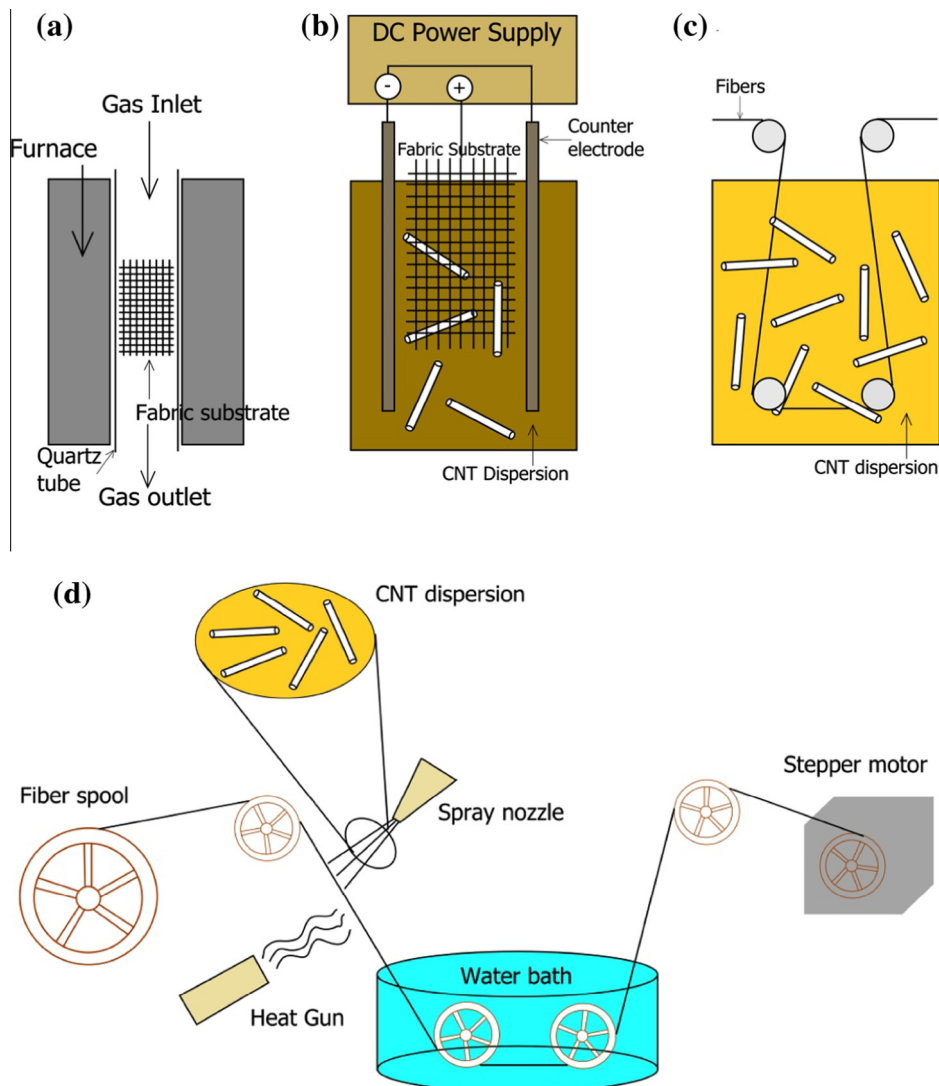 (a)
Gas Inlet
Furnace
Fabric substrate
Quartz
tube
Gas outlet
(b)
DC Power Supply
-
+
Counter
electrode
Fabric Substrate
CNT Dispersion
(c)
Fibers
CNT dispersion
(d)
CNT dispersion
Fiber spool
Spray nozzle
Stepper motor
Heat Gun
Water bath